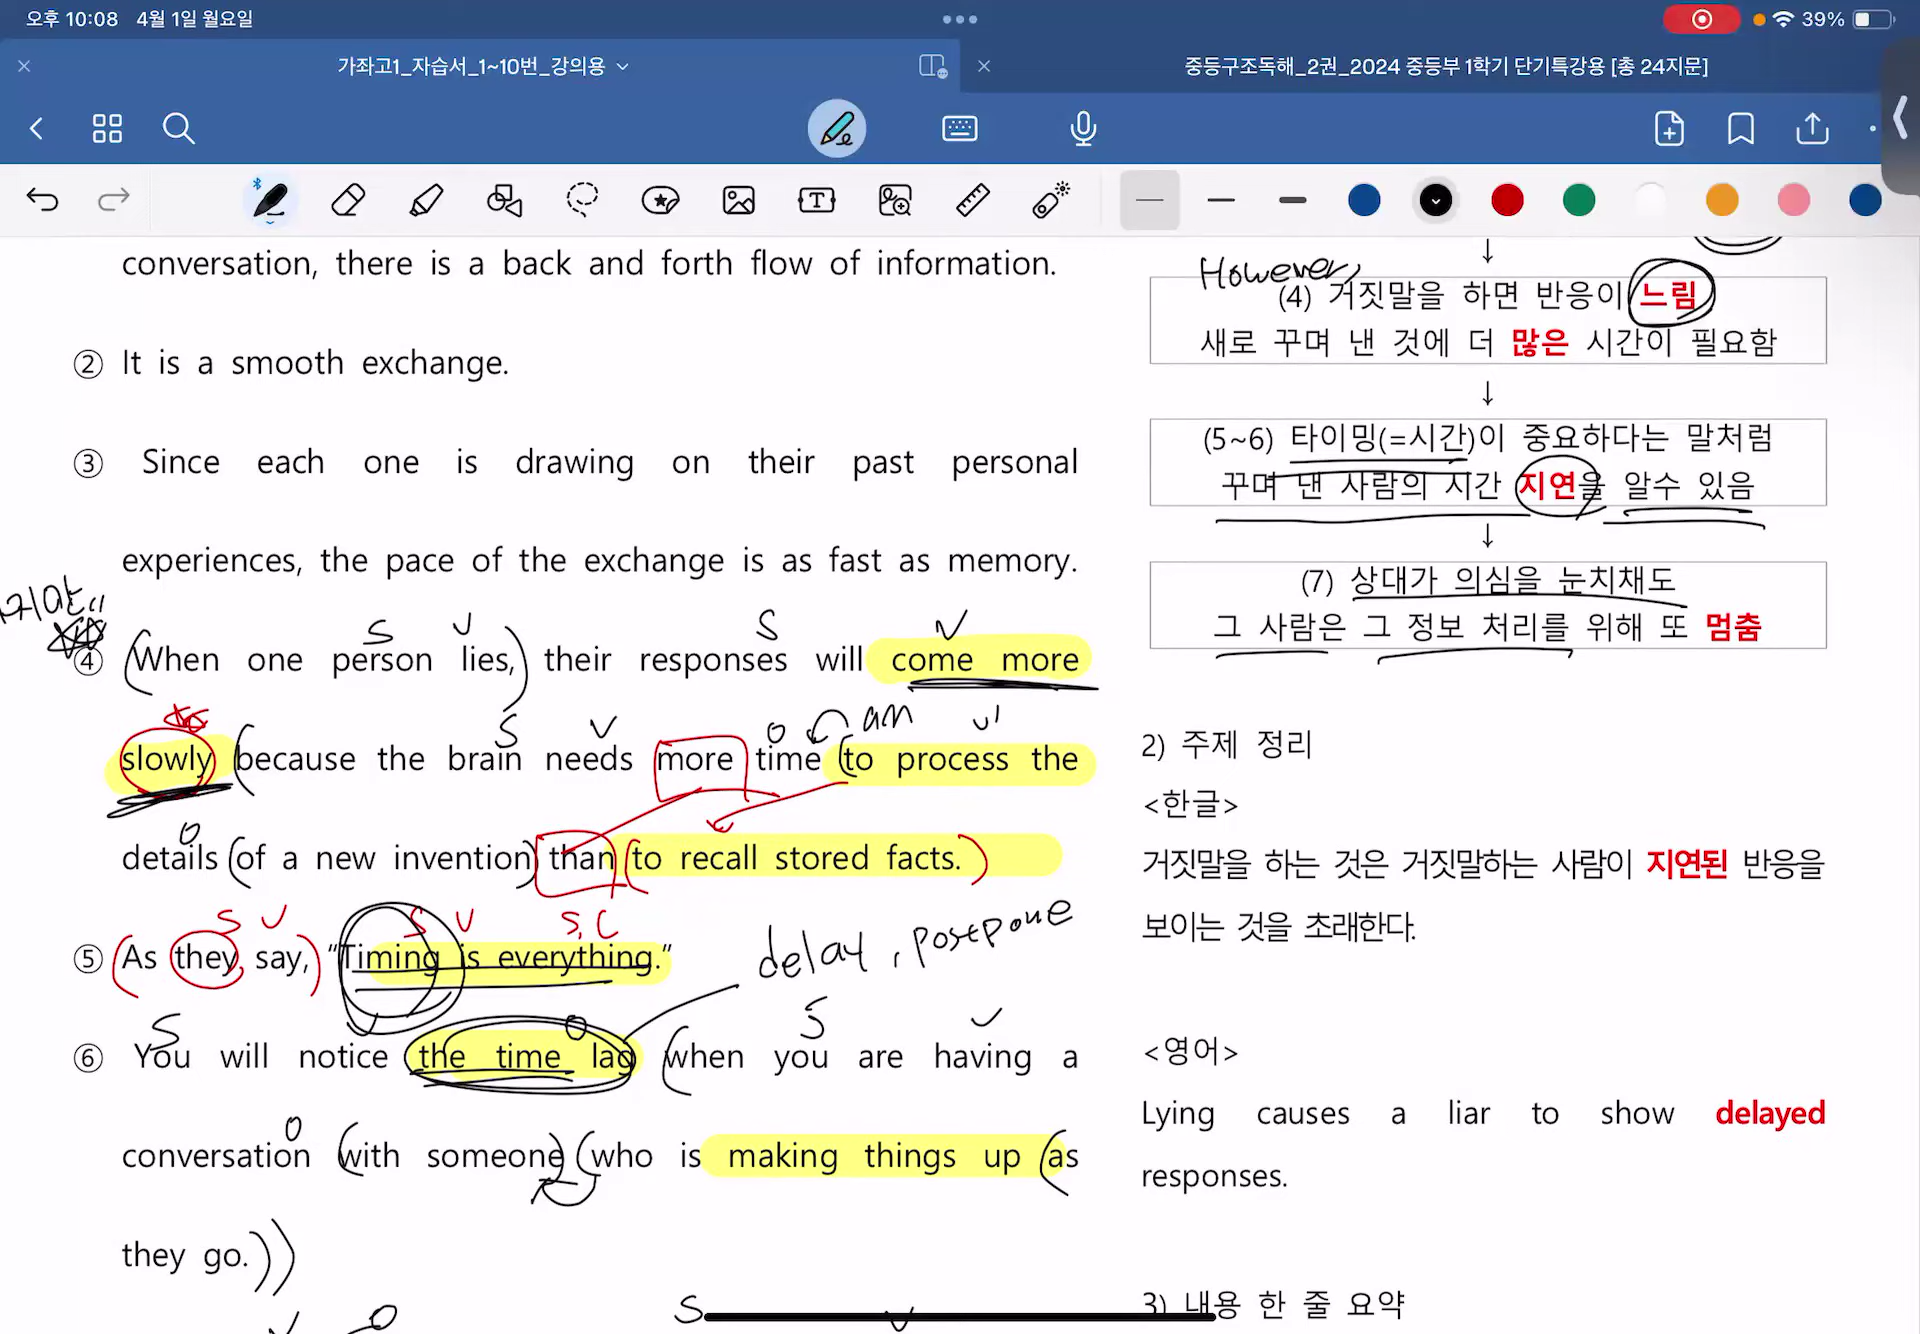 오후 10:08 4월 1일 월요일
39%
가좌고1_자습서_1~10번_강의용
중등구조독해_2권_2024 중등부 1학기 단기특강용 [총 24지문]
conversation, there is a back and forth flow of information.
② It is a smooth exchange.
③ Since each one is drawing on their past personal
experiences, the pace of the exchange is as fast as memory.
S V S V
④ (When one person lies,) their responses will come more
S V O an V'
slowly (because the brain needs more time (to process the
O
details (of a new invention) than (to recall stored facts.)
S V S V S.C
delay, postpone
⑤ (As they say,) "Timing is everything."
S O S V
⑥ You will notice the time lag (when you are having a
O
conversation (with someone) (who is making things up (as
they go.))
V O S V
↓
However,
(4) 거짓말을 하면 반응이 느림
새로 꾸며 낸 것에 더 많은 시간이 필요함
↓
(5~6) 타이밍(=시간)이 중요하다는 말처럼
꾸며 낸 사람의 시간 지연을 알수 있음
↓
(7) 상대가 의심을 눈치채도
그 사람은 그 정보 처리를 위해 또 멈춤
2) 주제 정리
<한글>
거짓말을 하는 것은 거짓말하는 사람이 지연된 반응을
보이는 것을 초래한다.
<영어>
Lying causes a liar to show delayed
responses.
3) 내용 한 줄 요약